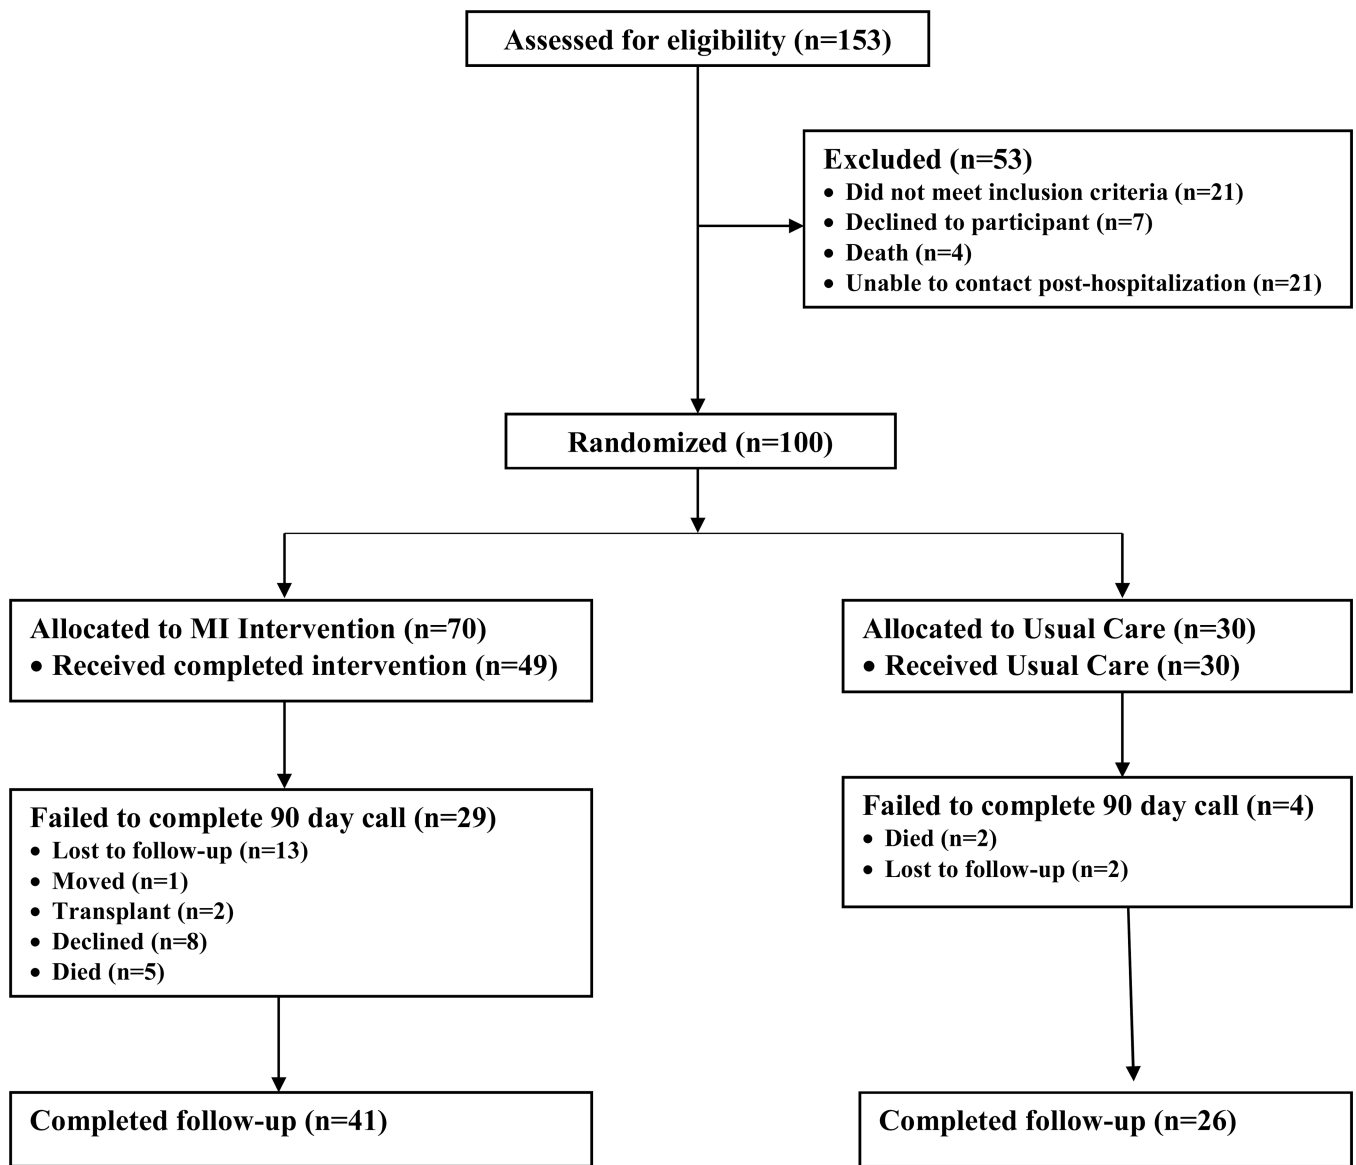 Assessed for eligibility (n=153)
Excluded (n=53)
• Did not meet inclusion criteria (n=21)
• Declined to participant (n=7)
• Death (n=4)
• Unable to contact post-hospitalization (n=21)
Randomized (n=100)
Allocated to MI Intervention (n=70)
• Received completed intervention (n=49)
Allocated to Usual Care (n=30)
• Received Usual Care (n=30)
Failed to complete 90 day call (n=29)
• Lost to follow-up (n=13)
• Moved (n=1)
• Transplant (n=2)
• Declined (n=8)
• Died (n=5)
Failed to complete 90 day call (n=4)
• Died (n=2)
• Lost to follow-up (n=2)
Completed follow-up (n=41)
Completed follow-up (n=26)